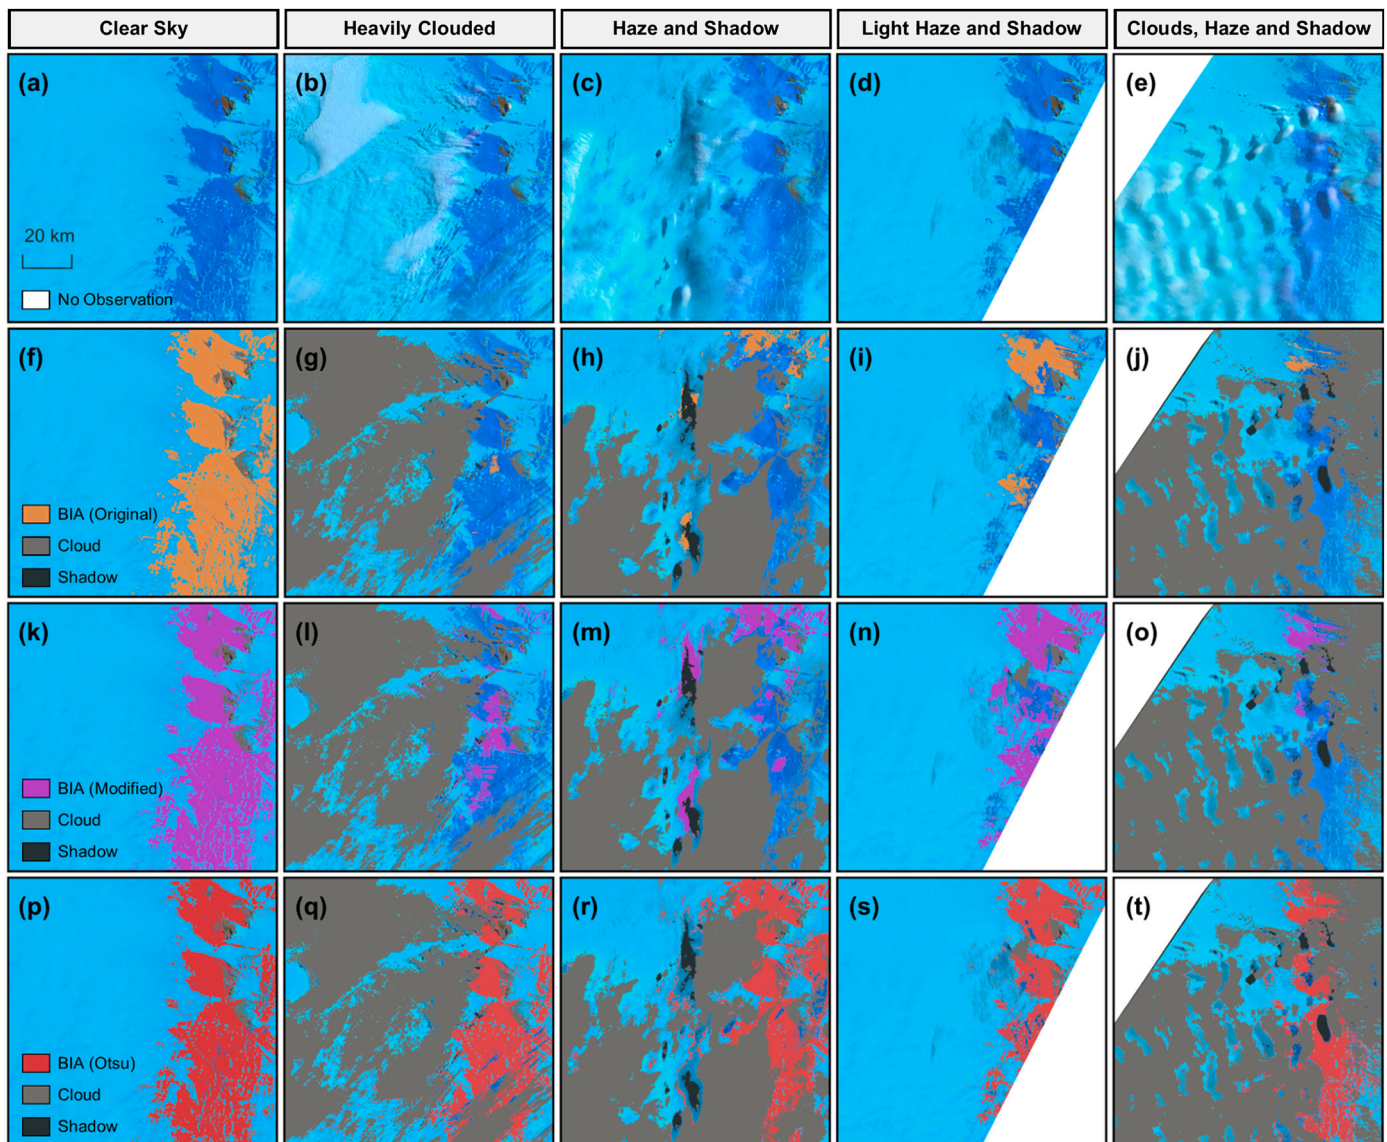 Clear Sky
Heavily Clouded
Haze and Shadow
Light Haze and Shadow
Clouds, Haze and Shadow
(a)
(b)
(c)
(d)
(e)
20 km
No Observation
(f)
(g)
(h)
(i)
(j)
BIA (Original)
Cloud
Shadow
(k)
(l)
(m)
(n)
(o)
BIA (Modified)
Cloud
Shadow
(p)
(q)
(r)
(s)
(t)
BIA (Otsu)
Cloud
Shadow